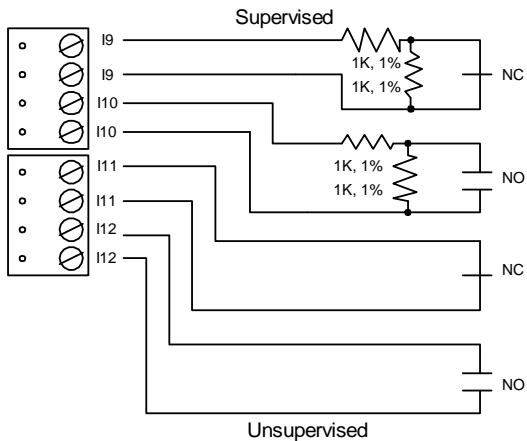 Supervised
I9
1K, 1%
1K, 1%
NC
I9
I10
I10
1K, 1%
1K, 1%
NO
I11
I11
I12
I12
NC
NO
Unsupervised